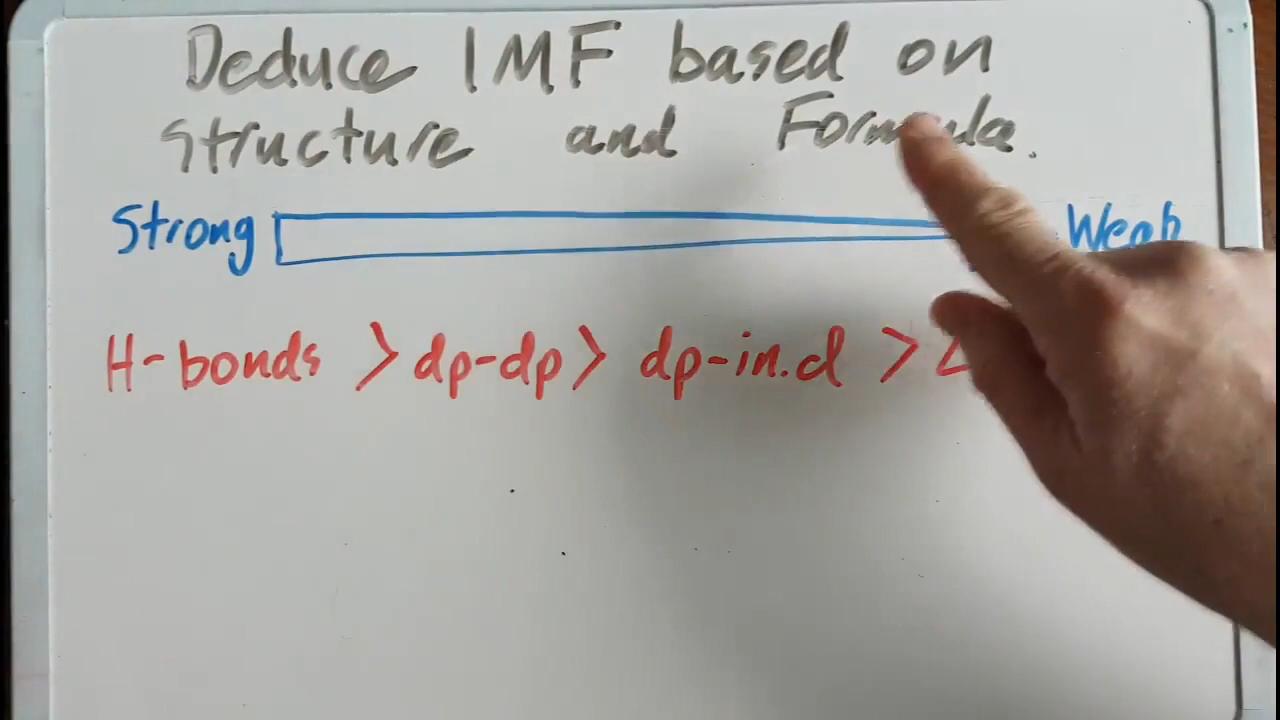 Deduce IMF based on
Structure and Formula.
Strong Weak
H-bonds > dp-dp > dp-in.d >